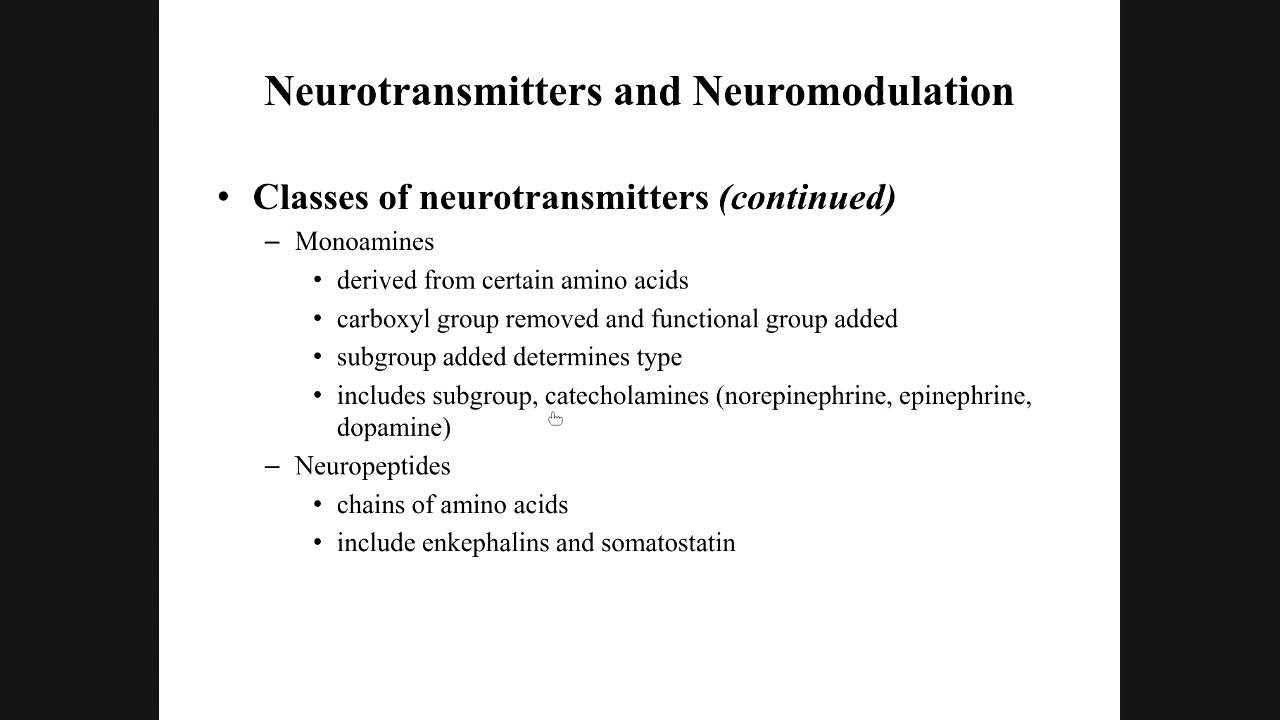 Neurotransmitters and Neuromodulation
• Classes of neurotransmitters (continued)
– Monoamines
• derived from certain amino acids
• carboxyl group removed and functional group added
• subgroup added determines type
• includes subgroup, catecholamines (norepinephrine, epinephrine,
dopamine)
– Neuropeptides
• chains of amino acids
• include enkephalins and somatostatin